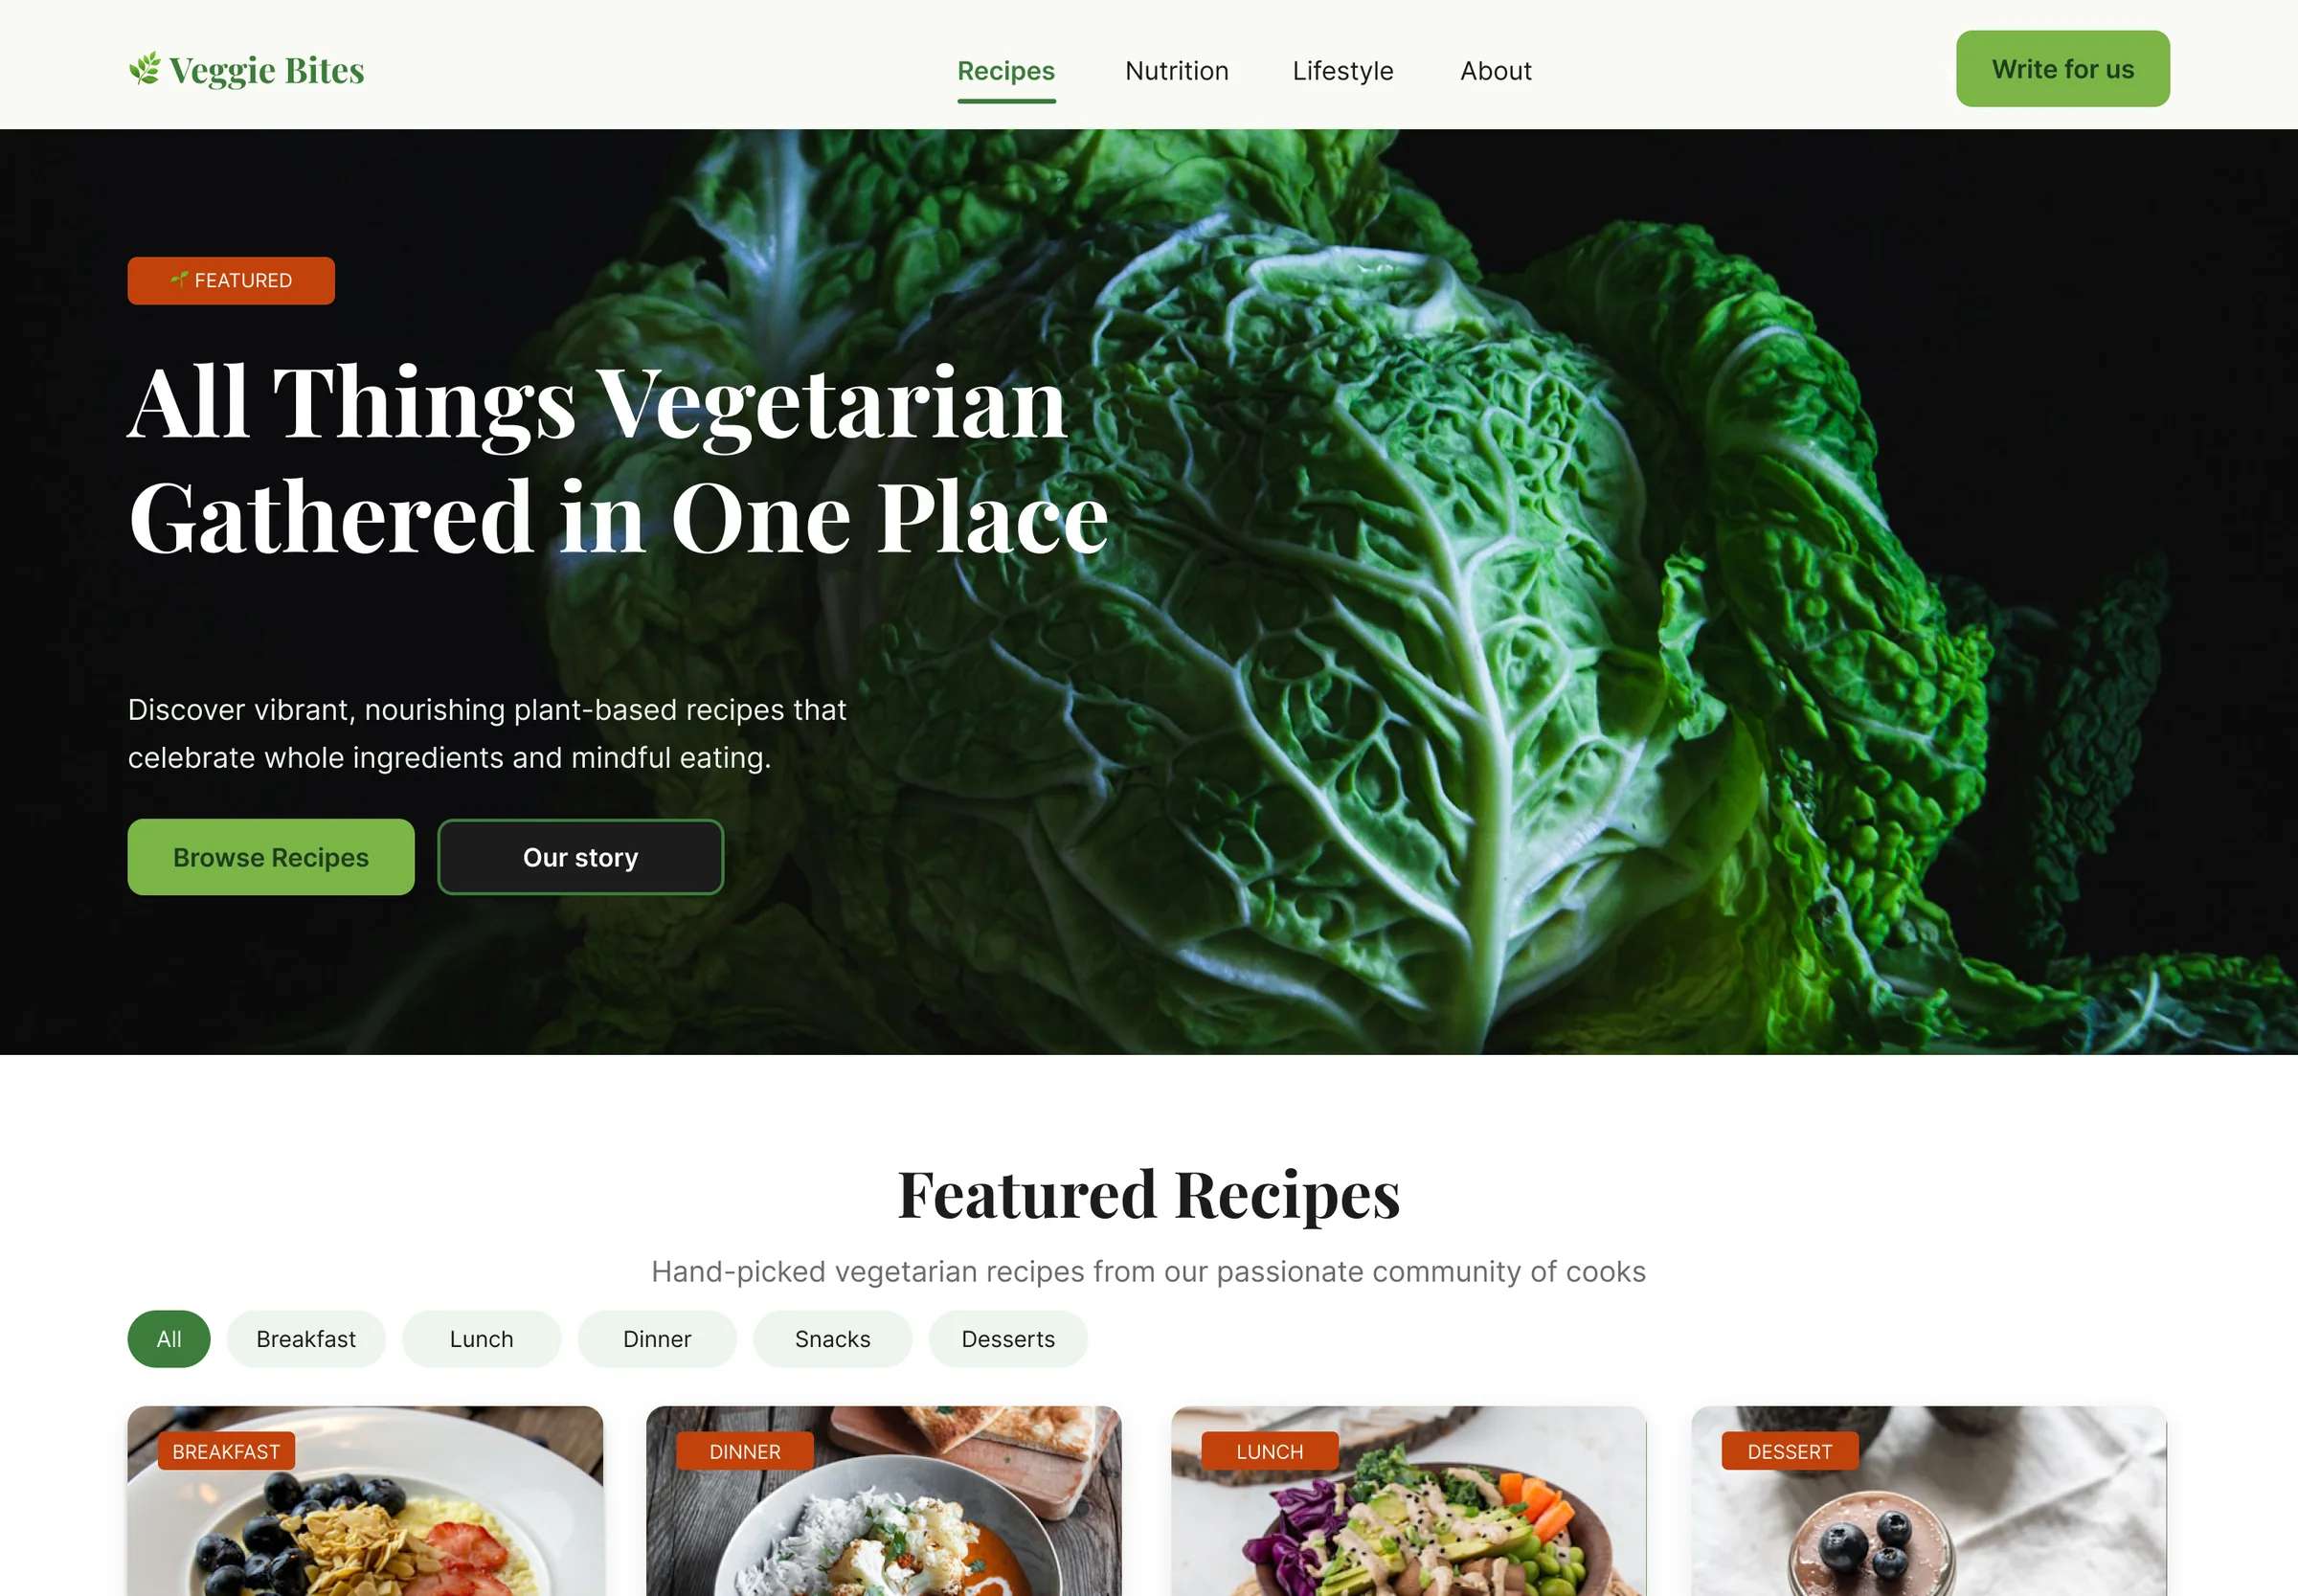 Veggie Bites
Recipes
Nutrition
Lifestyle
About
Write for us
FEATURED
All Things Vegetarian
Gathered in One Place
Discover vibrant, nourishing plant-based recipes that
celebrate whole ingredients and mindful eating.
Browse Recipes
Our story
Featured Recipes
Hand-picked vegetarian recipes from our passionate community of cooks
All
Breakfast
Lunch
Dinner
Snacks
Desserts
BREAKFAST
DINNER
LUNCH
DESSERT